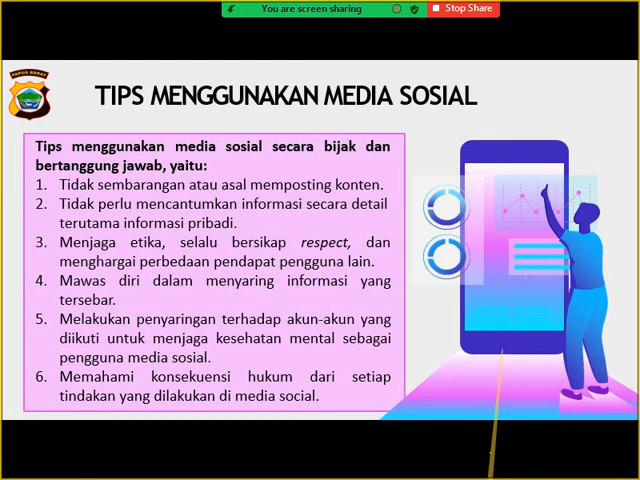 You are screen sharing
Stop Share
PAPUA BARAT
TIPS MENGGUNAKAN MEDIA SOSIAL
Tips menggunakan media sosial secara bijak dan
bertanggung jawab, yaitu:
1. Tidak sembarangan atau asal memposting konten.
2. Tidak perlu mencantumkan informasi secara detail
terutama informasi pribadi.
3. Menjaga etika, selalu bersikap respect, dan
menghargai perbedaan pendapat pengguna lain.
4. Mawas diri dalam menyaring informasi yang
tersebar.
5. Melakukan penyaringan terhadap akun-akun yang
diikuti untuk menjaga kesehatan mental sebagai
pengguna media sosial.
6. Memahami konsekuensi hukum dari setiap
tindakan yang dilakukan di media social.